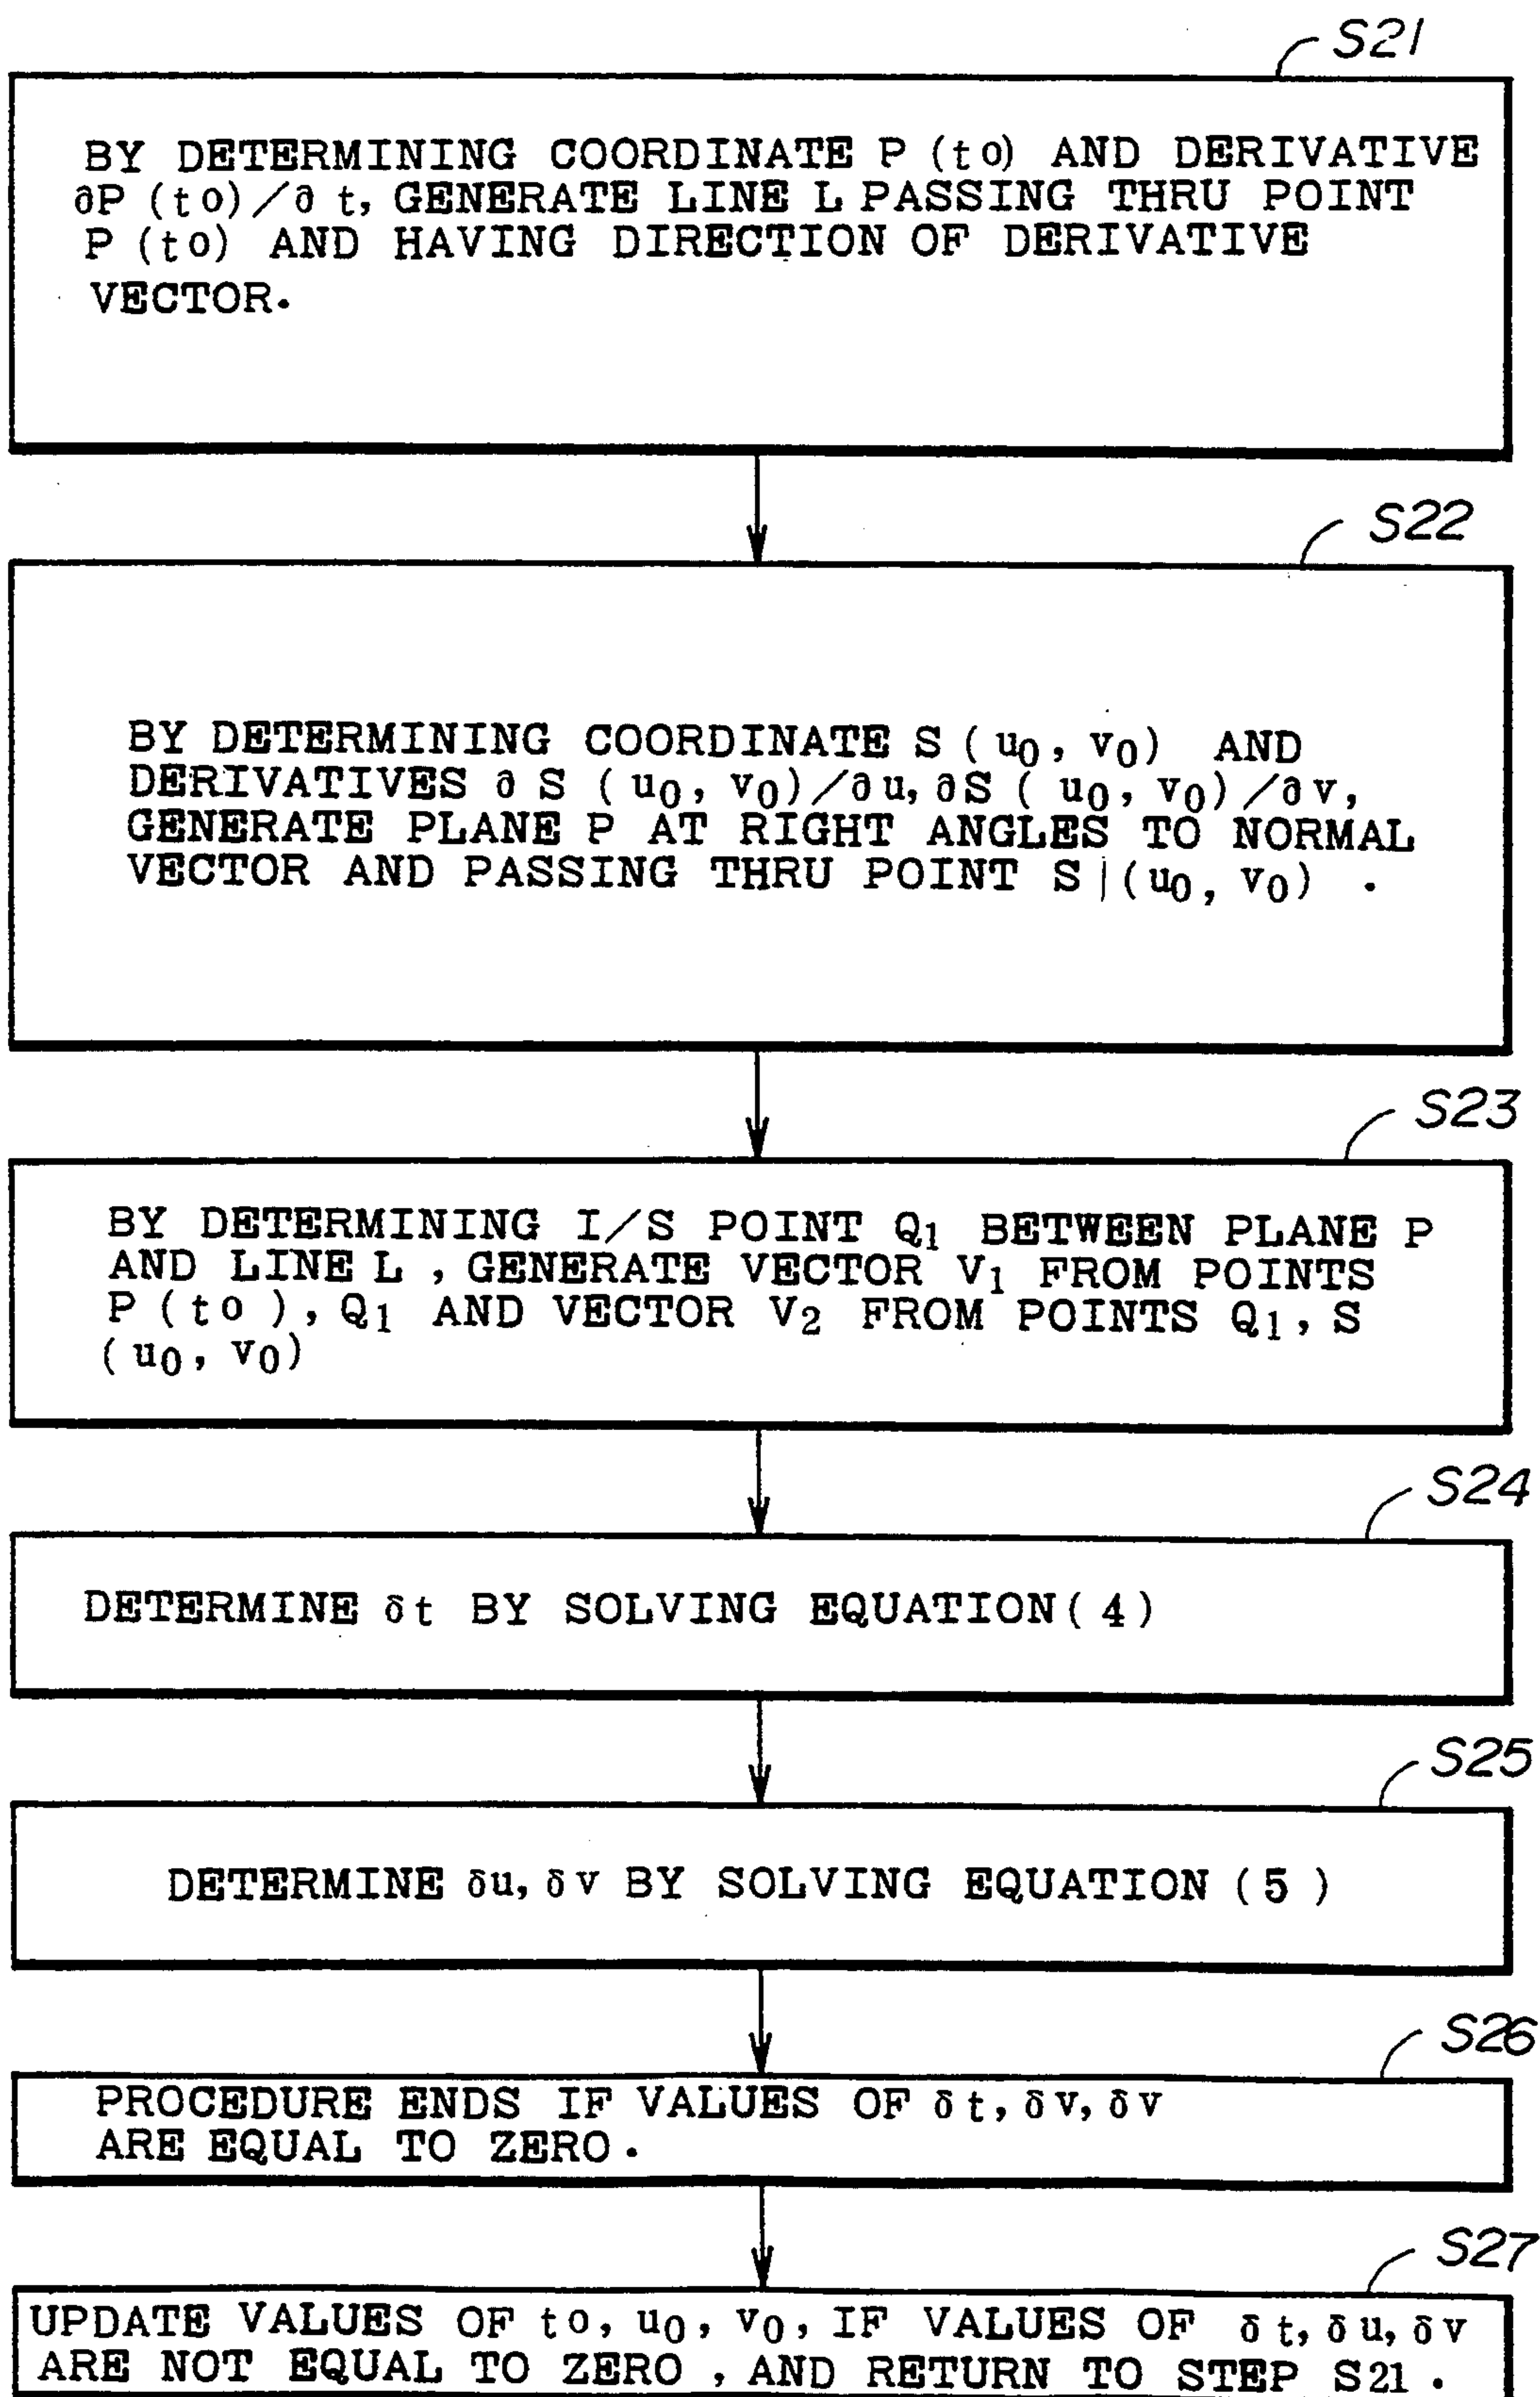 S21
BY DETERMINING COORDINATE P (t0) AND DERIVATIVE
∂P (t0)/∂ t, GENERATE LINE L PASSING THRU POINT
P (t0) AND HAVING DIRECTION OF DERIVATIVE
VECTOR.
S22
BY DETERMINING COORDINATE S (u0, v0) AND
DERIVATIVES ∂ S (u0, v0)/∂u, ∂S (u0, v0)/∂v,
GENERATE PLANE P AT RIGHT ANGLES TO NORMAL
VECTOR AND PASSING THRU POINT S|(u0, v0) .
S23
BY DETERMINING I/S POINT Q1 BETWEEN PLANE P
AND LINE L , GENERATE VECTOR V1 FROM POINTS
P (t0 ), Q1 AND VECTOR V2 FROM POINTS Q1, S
(u0, v0)
S24
DETERMINE δt BY SOLVING EQUATION(4)
S25
DETERMINE δu, δv BY SOLVING EQUATION (5 )
S26
PROCEDURE ENDS IF VALUES OF δt, δv, δv
ARE EQUAL TO ZERO.
S27
UPDATE VALUES OF t0, u0, v0, IF VALUES OF δt, δu, δv
ARE NOT EQUAL TO ZERO , AND RETURN TO STEP S21 .